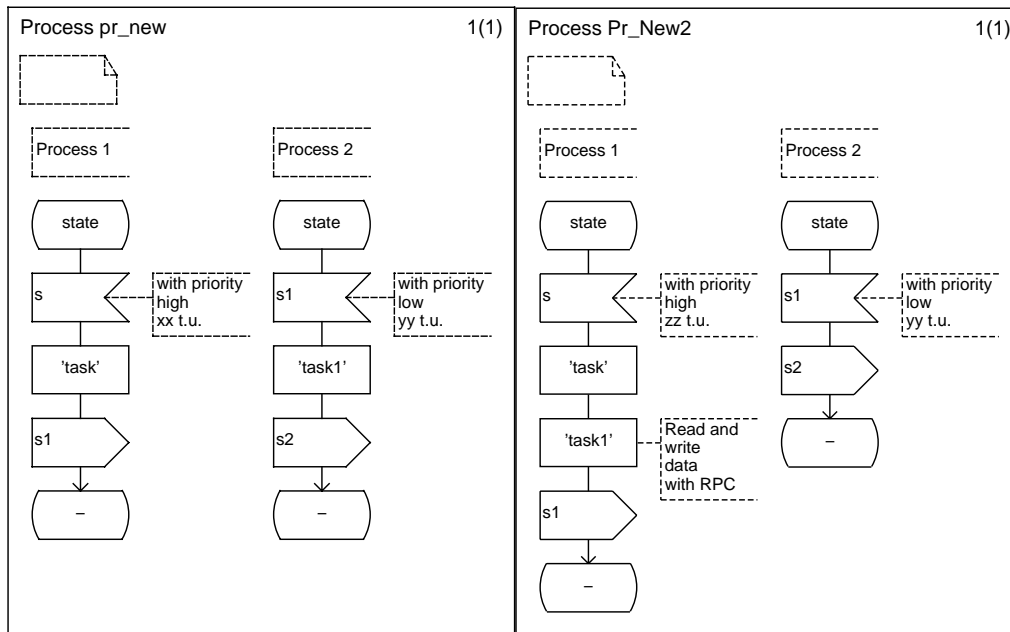 Process pr_new 1(1)
Process 1
Process 2
state
state
s
with priority
high
xx t.u.
s1
with priority
low
yy t.u.
’task’
’task1’
s1
s2
–
–
Process Pr_New2 1(1)
Process 1
Process 2
state
state
s
with priority
high
zz t.u.
s1
with priority
low
yy t.u.
’task’
s2
’task1’
Read and
write
data
with RPC
–
s1
–